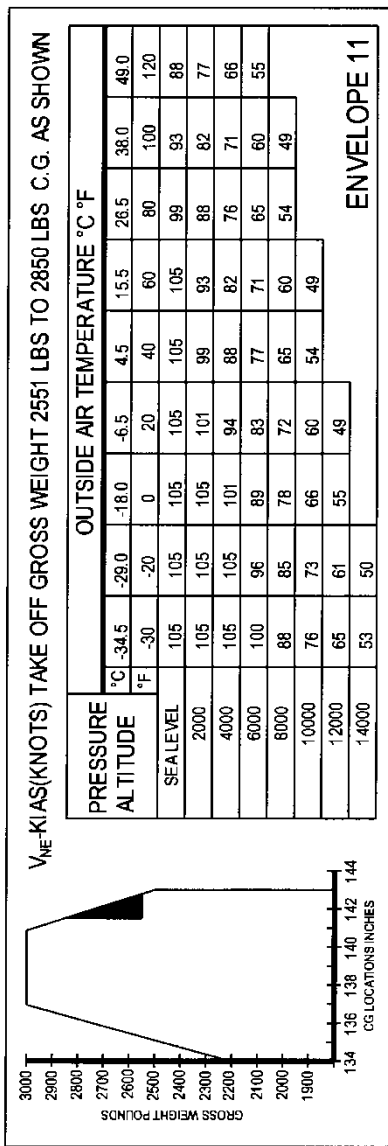 V_NE-KIAS(KNOTS) TAKE OFF GROSS WEIGHT 2551 LBS TO 2850 LBS C.G. AS SHOWN
3000
2900
2800
2700
2600
2500
2400
2300
2200
2100
2000
1900
GROSS WEIGHT POUNDS
134 136 138 140 142 144
CG LOCATIONS INCHES
PRESSURE ALTITUDE OUTSIDE AIR TEMPERATURE °C °F
°C -34.5 -29.0 -18.0 -6.5 4.5 15.5 26.5 38.0 49.0
°F -30 -20 0 20 40 60 80 100 120
SEA LEVEL 105 105 105 105 105 105 99 93 88
2000 105 105 105 101 99 93 88 82 77
4000 105 105 101 94 88 82 76 71 66
6000 100 96 89 83 77 71 65 60 55
8000 88 85 78 72 65 60 54 49
10000 76 73 66 60 54 49
12000 65 61 55 49
14000 53 50
ENVELOPE 11